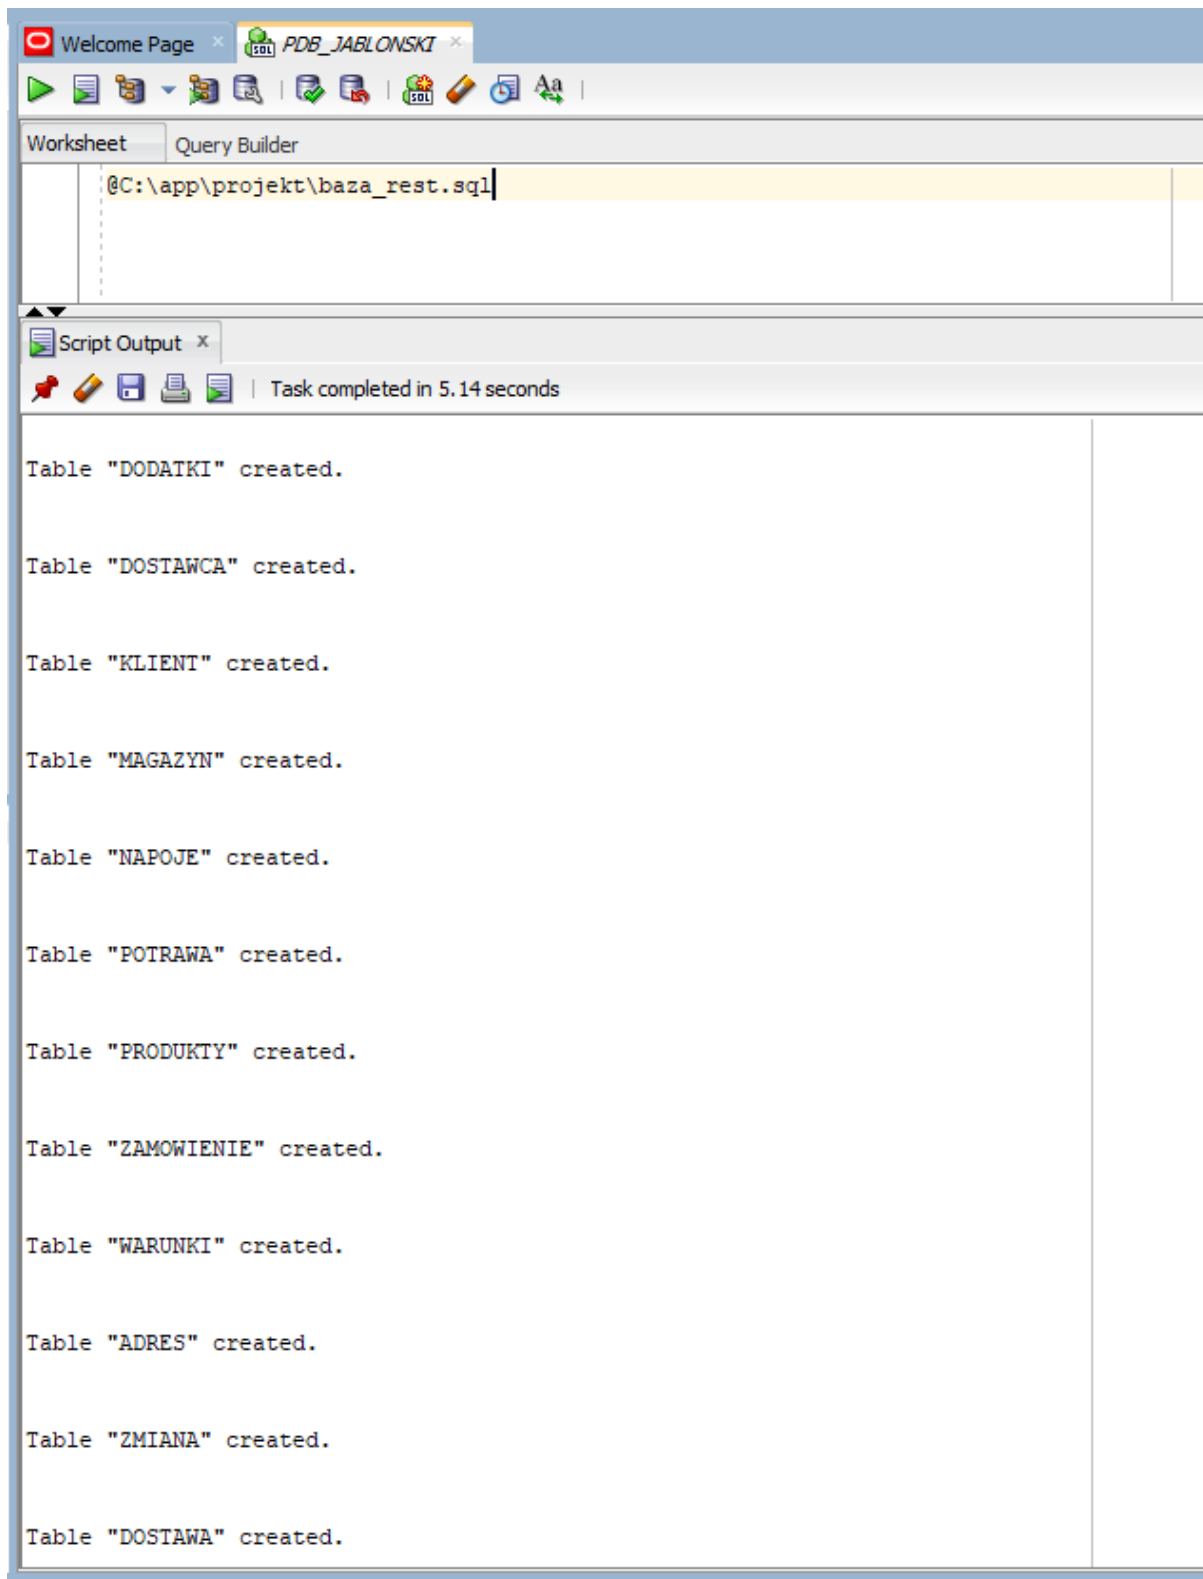 Welcome Page
PDB_JABLONSKI
Worksheet
Query Builder
@C:\app\projekt\baza_rest.sql
Script Output
Task completed in 5.14 seconds
Table "DODATKI" created.
Table "DOSTAWCA" created.
Table "KLIENT" created.
Table "MAGAZYN" created.
Table "NAPOJE" created.
Table "POTRAWA" created.
Table "PRODUKTY" created.
Table "ZAMOWIENIE" created.
Table "WARUNKI" created.
Table "ADRES" created.
Table "ZMIANA" created.
Table "DOSTAWA" created.